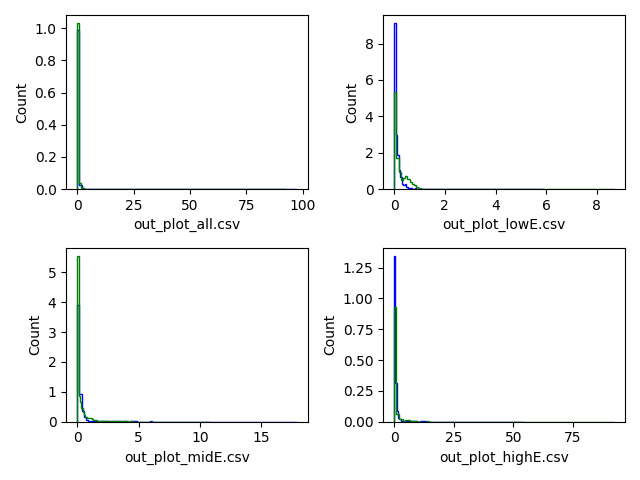 1.0
0.8
0.6
0.4
0.2
0.0
Count
0 25 50 75 100
out_plot_all.csv
8
6
4
2
0
Count
0 2 4 6 8
out_plot_lowE.csv
5
4
3
2
1
0
Count
0 5 10 15
out_plot_midE.csv
1.25
1.00
0.75
0.50
0.25
0.00
Count
0 25 50 75
out_plot_highE.csv